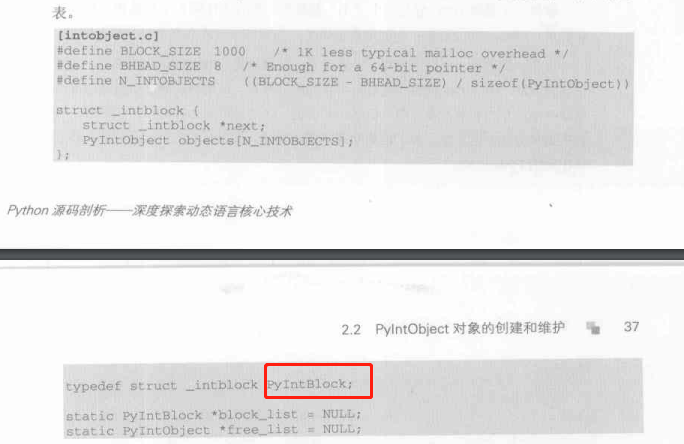 表。
[intobject.c]
#define BLOCK_SIZE  1000   /* 1K less typical malloc overhead */
#define BHEAD_SIZE  8   /* Enough for a 64-bit pointer */
#define N_INTOBJECTS   ((BLOCK_SIZE - BHEAD_SIZE) / sizeof(PyIntObject))
struct _intblock {
struct _intblock *next;
PyIntObject objects[N_INTOBJECTS];
};
Python 源码剖析——深度探索动态语言核心技术
2.2 PyIntObject 对象的创建和维护 37
typedef struct _intblock PyIntBlock;
static PyIntBlock *block_list = NULL;
static PyIntObject *free_list = NULL;